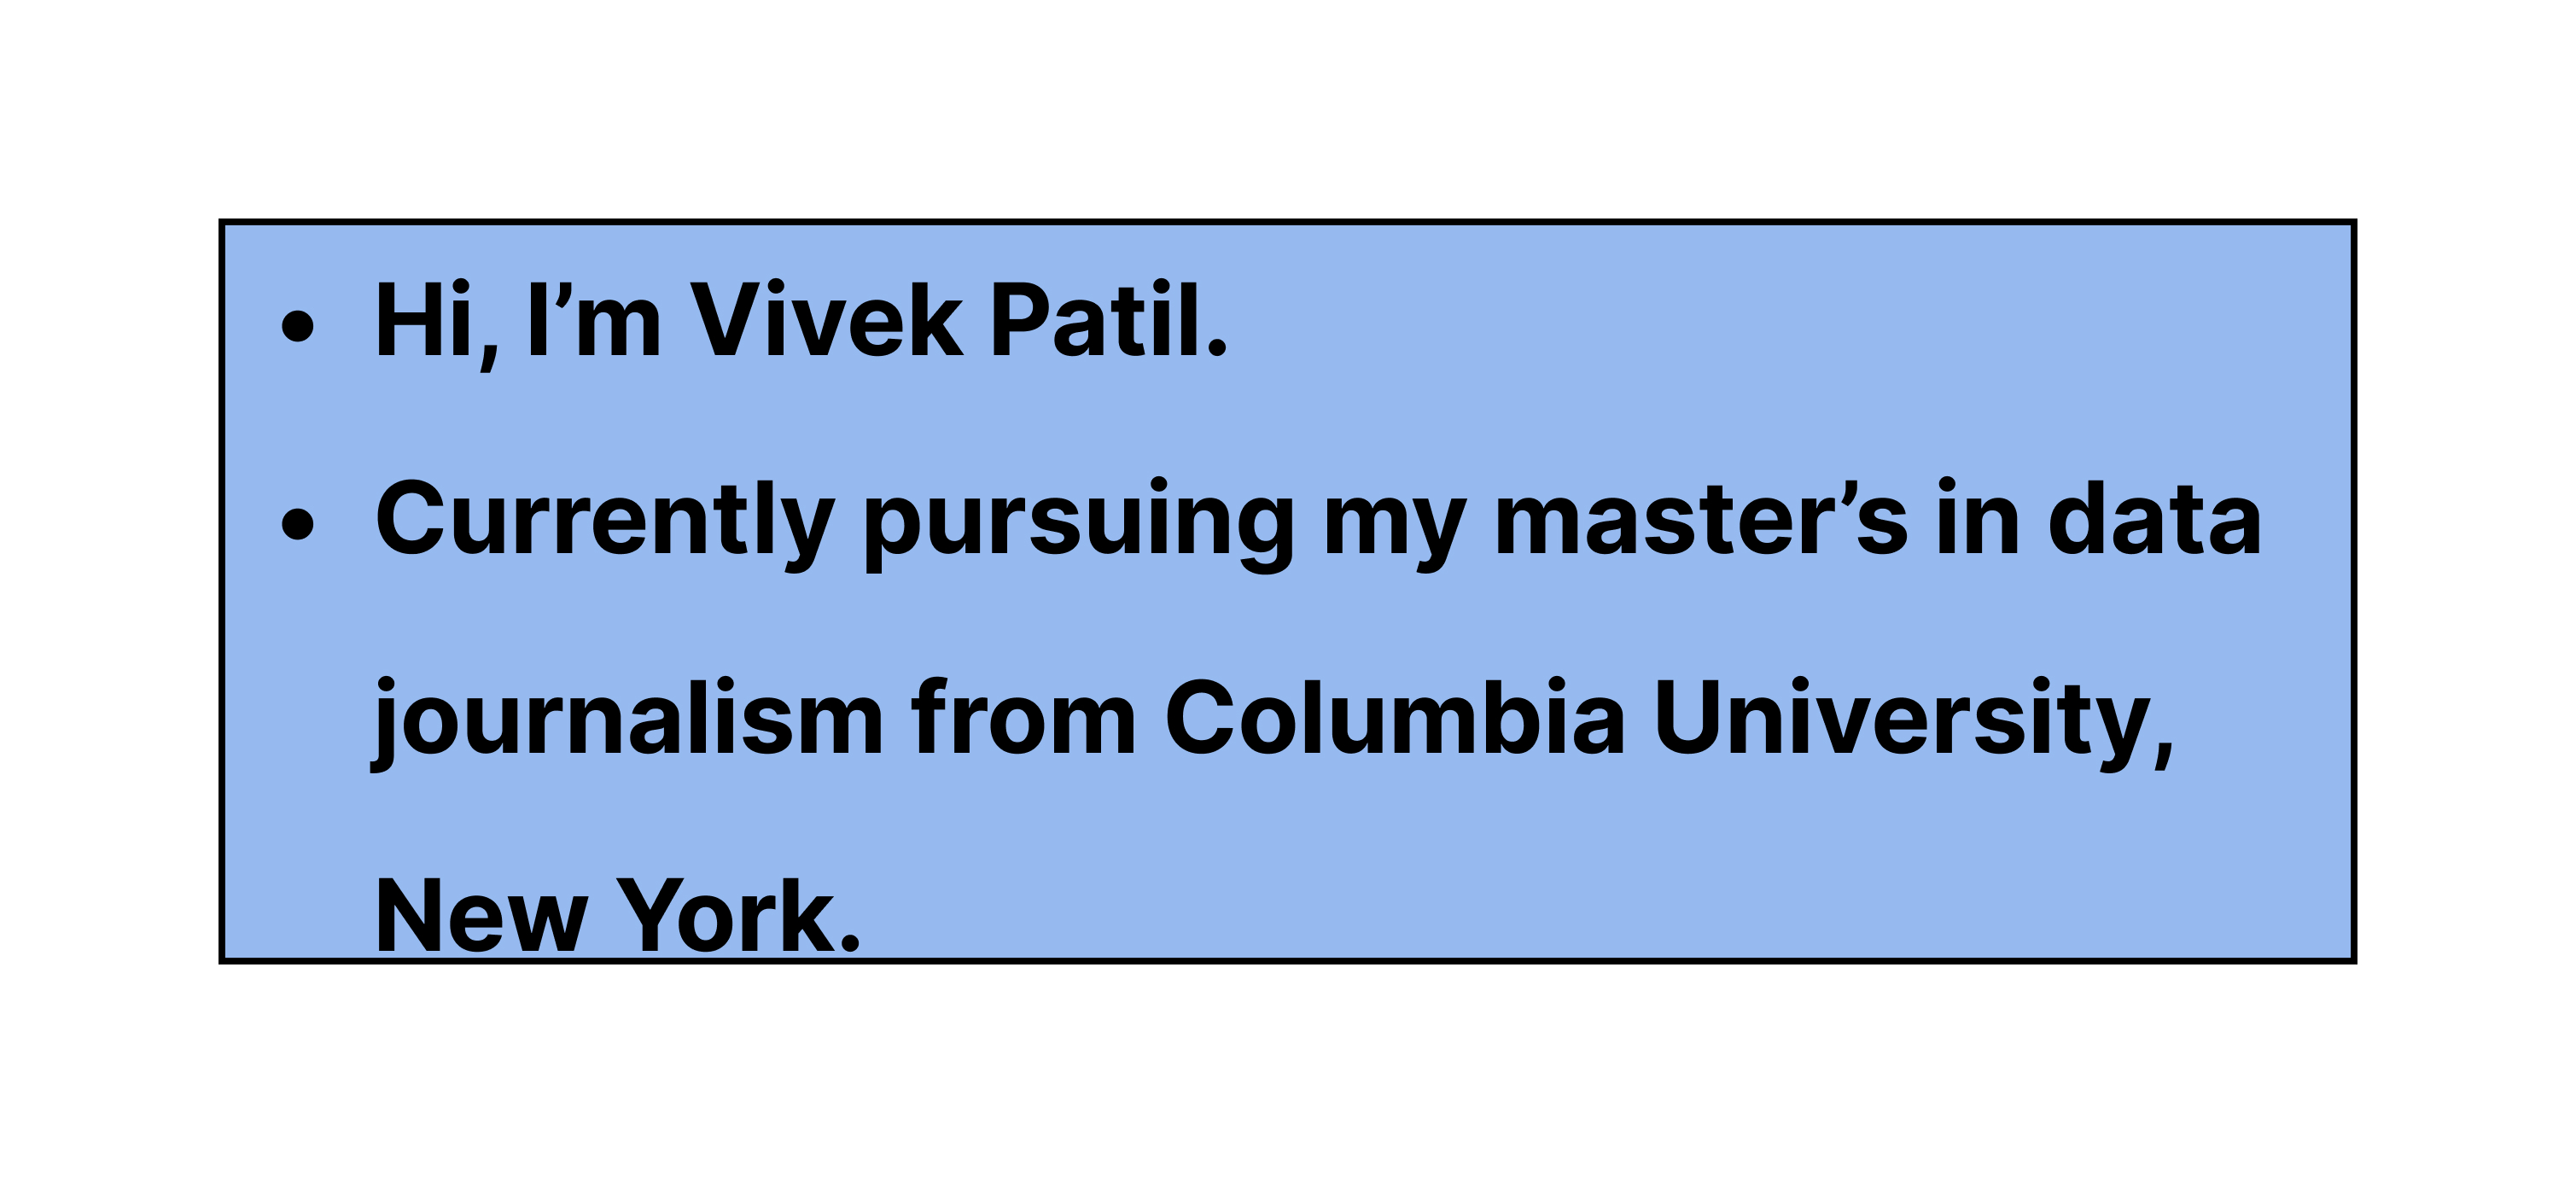 • Hi, I’m Vivek Patil.
• Currently pursuing my master’s in data
journalism from Columbia University,
New York.